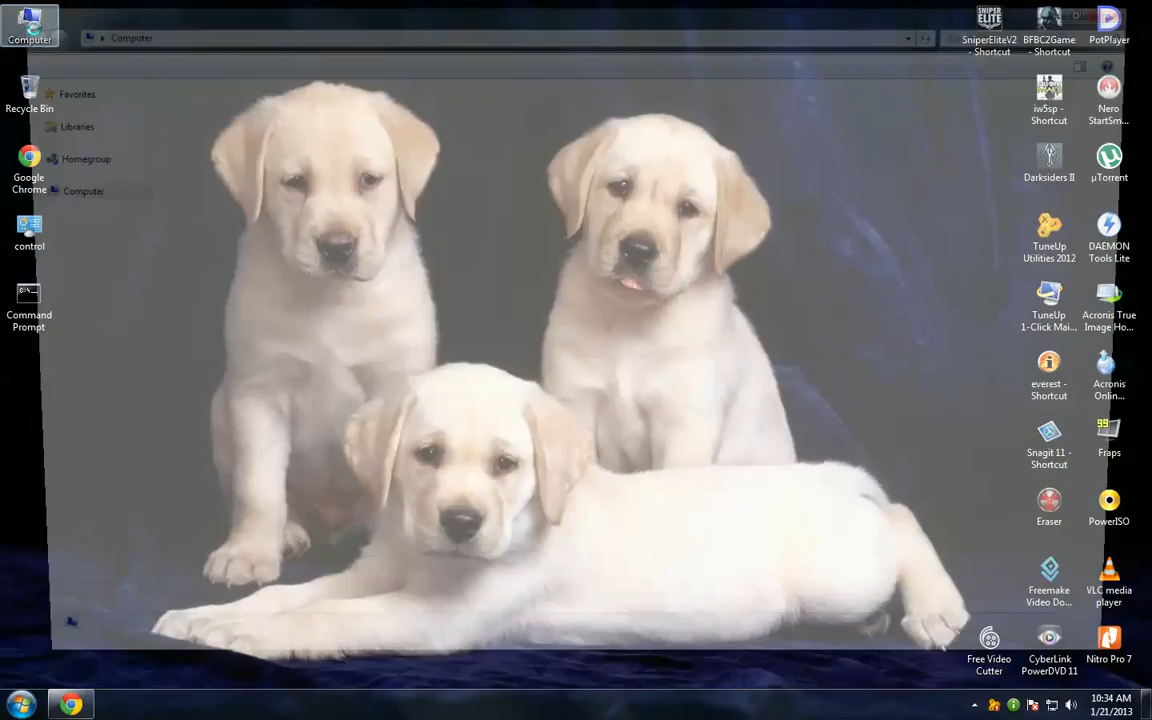 Computer
Recycle Bin
Google
Chrome
control
Command
Prompt
Computer
Favorites
Libraries
Homegroup
Computer
SniperEliteV2
- Shortcut
BFBC2Game
- Shortcut
PotPlayer
iw5sp -
Shortcut
Nero
StartSm...
Darksiders II
µTorrent
TuneUp
Utilities 2012
DAEMON
Tools Lite
TuneUp
1-Click Mai...
Acronis True
Image Ho...
everest -
Shortcut
Acronis
Onlin...
Snagit 11 -
Shortcut
99
Fraps
Eraser
PowerISO
Freemake
Video Do...
VLC media
player
Free Video
Cutter
CyberLink
PowerDVD 11
Nitro Pro 7
10:34 AM
1/21/2013